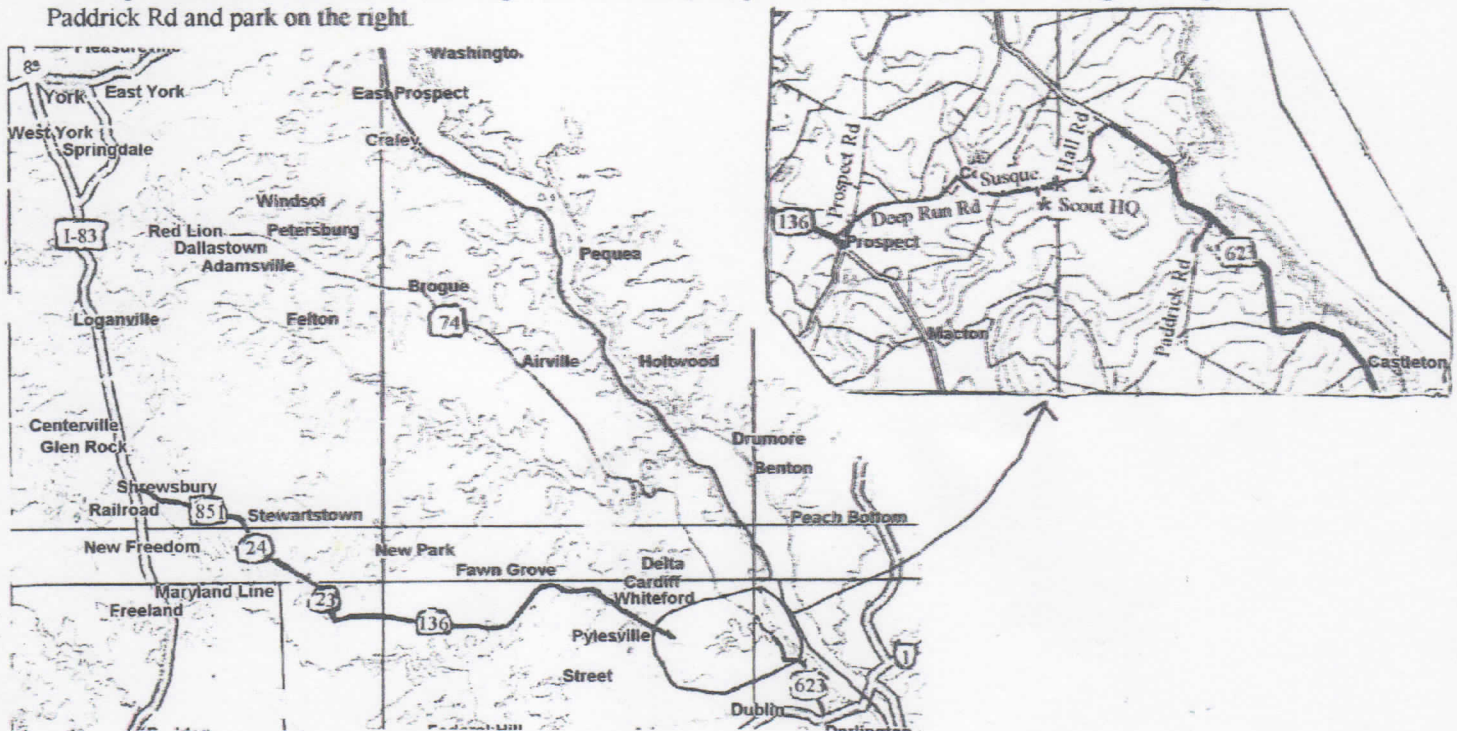 Paddrick Rd and park on the right.
Washingto.
York
East York
East Prospect
West York
Springdale
Craley
Windsor
I-83
Red Lion
Petersburg
Dallastown
Adamsville
Pequea
Brogue
Loganville
Felton
74
Airville
Holtwood
Centerville
Glen Rock
Drumore
Benton
Shrewsbury
Railroad
851
Stewartstown
Peach Bottom
New Freedom
24
New Park
Fawn Grove
Delta
Cardiff
Maryland Line
Whiteford
Freeland
23
136
Pylesville
Street
1
623
Dublin
Prospect Rd
Hall Rd
Susque
Deep Run Rd
* Scout HQ
136
Prospect
623
Paddrick Rd
Macton
Castleton